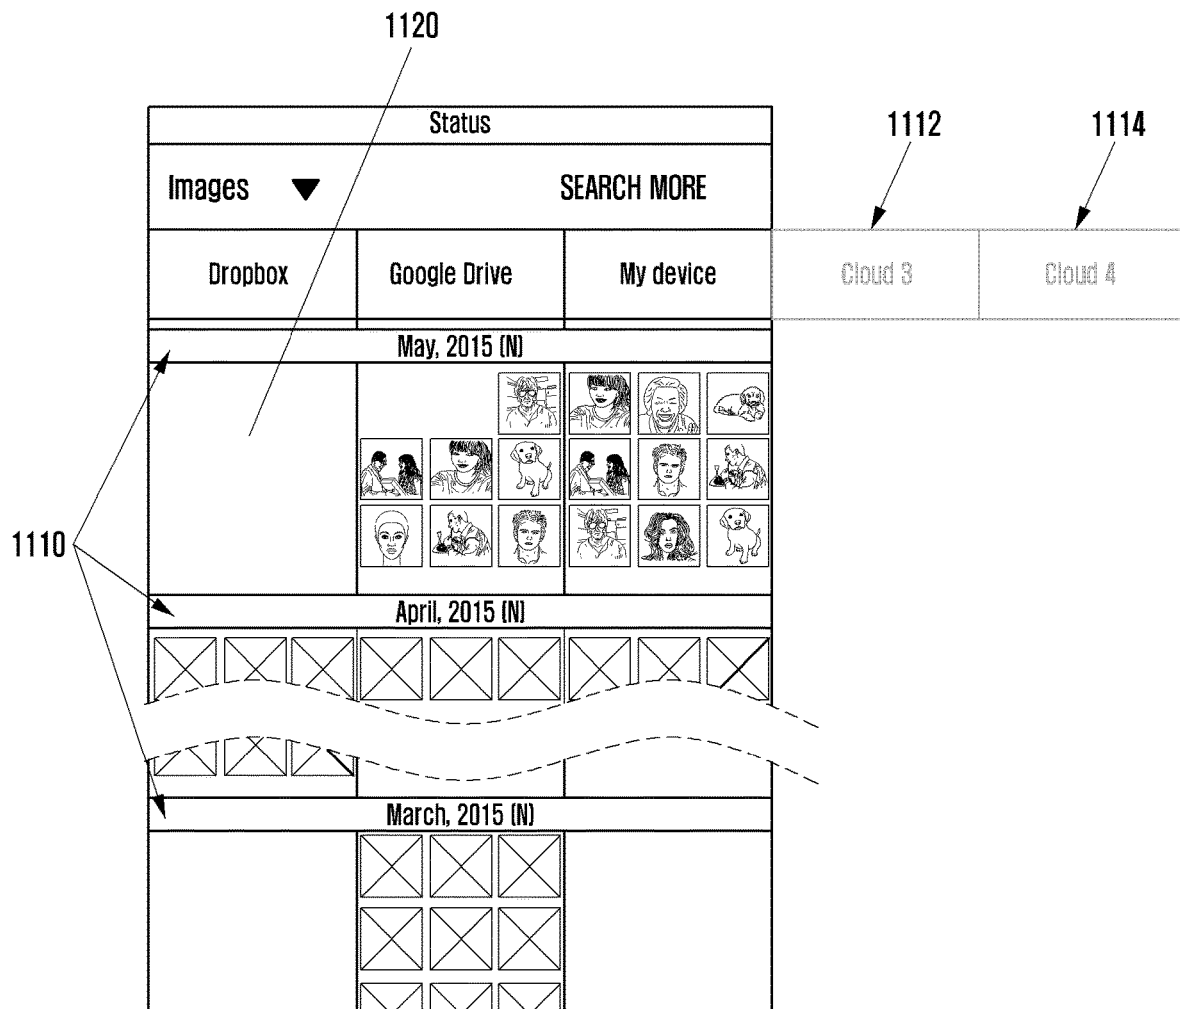 1120
Status
1112
1114
Images
SEARCH MORE
Dropbox
Google Drive
My device
Cloud 3
Cloud 4
May, 2015 (N)
1110
April, 2015 (N)
March, 2015 (N)